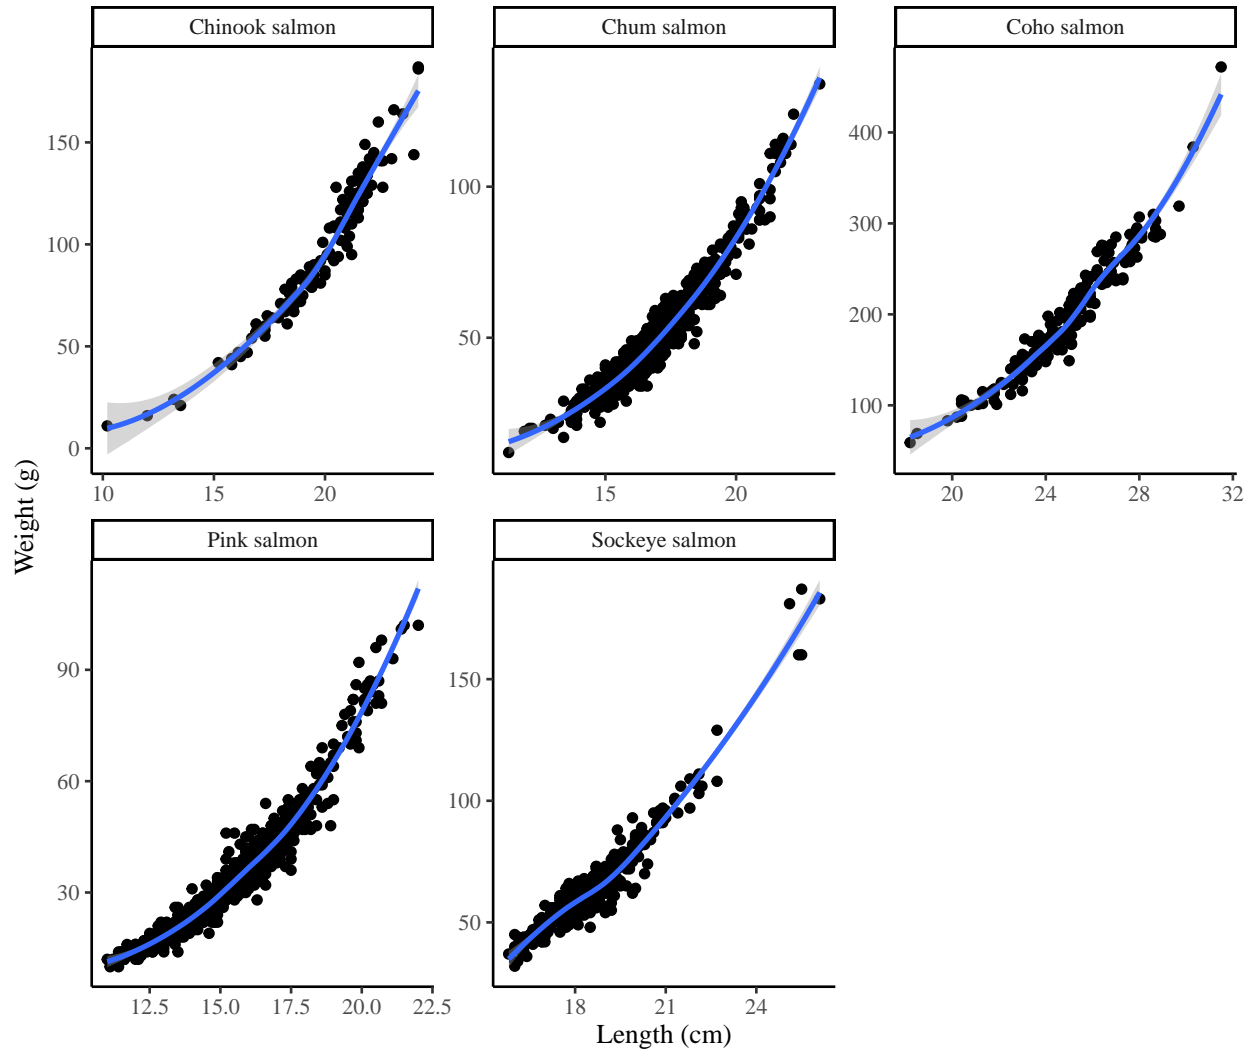 Chinook salmon
Chum salmon
Coho salmon
150
100
50
0
10 15 20
100
50
15 20
400
300
200
100
20 24 28 32
Weight (g)
Pink salmon
Sockeye salmon
90
60
30
12.5 15.0 17.5 20.0 22.5
150
100
50
18 21 24
Length (cm)